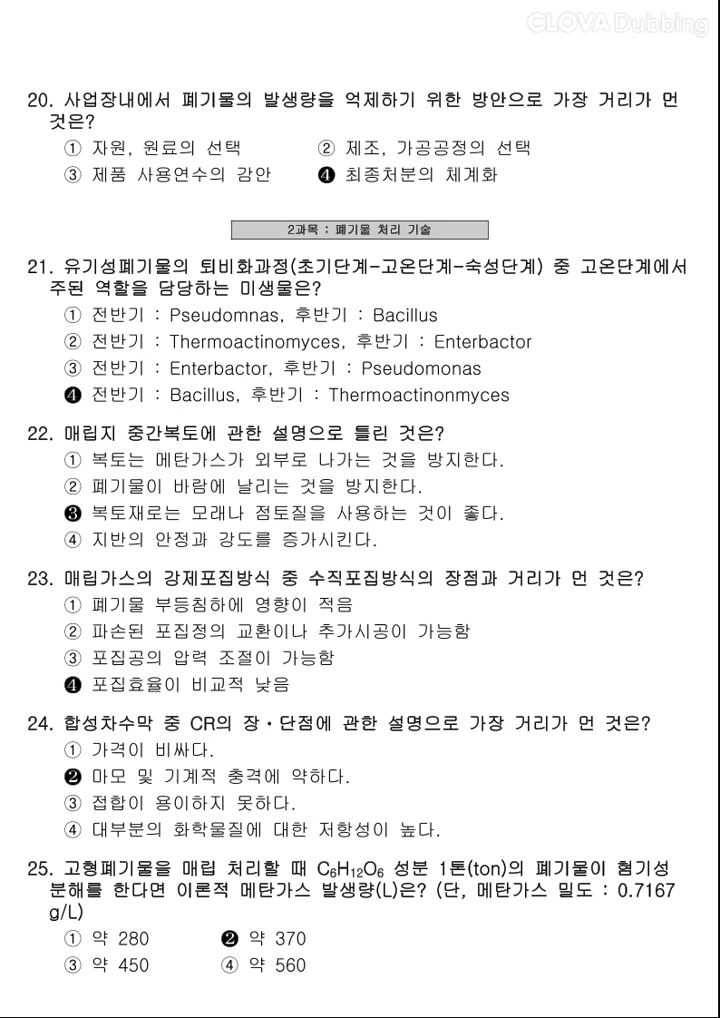 CLOVA Dubbing
20. 사업장내에서 폐기물의 발생량을 억제하기 위한 방안으로 가장 거리가 먼
것은?
① 자원, 원료의 선택 ② 제조, 가공공정의 선택
③ 제품 사용연수의 감안 ❹ 최종처분의 체계화
2과목 : 폐기물 처리 기술
21. 유기성폐기물의 퇴비화과정(초기단계-고온단계-숙성단계) 중 고온단계에서
주된 역할을 담당하는 미생물은?
① 전반기 : Pseudomnas, 후반기 : Bacillus
② 전반기 : Thermoactinomyces, 후반기 : Enterbactor
③ 전반기 : Enterbactor, 후반기 : Pseudomonas
❹ 전반기 : Bacillus, 후반기 : Thermoactinonmyces
22. 매립지 중간복토에 관한 설명으로 틀린 것은?
① 복토는 메탄가스가 외부로 나가는 것을 방지한다.
② 폐기물이 바람에 날리는 것을 방지한다.
❸ 복토재로는 모래나 점토질을 사용하는 것이 좋다.
④ 지반의 안정과 강도를 증가시킨다.
23. 매립가스의 강제포집방식 중 수직포집방식의 장점과 거리가 먼 것은?
① 폐기물 부등침하에 영향이 적음
② 파손된 포집정의 교환이나 추가시공이 가능함
③ 포집공의 압력 조절이 가능함
❹ 포집효율이 비교적 낮음
24. 합성차수막 중 CR의 장・단점에 관한 설명으로 가장 거리가 먼 것은?
① 가격이 비싸다.
❷ 마모 및 기계적 충격에 약하다.
③ 접합이 용이하지 못하다.
④ 대부분의 화학물질에 대한 저항성이 높다.
25. 고형폐기물을 매립 처리할 때 C₆H₁₂O₆ 성분 1톤(ton)의 폐기물이 혐기성
분해를 한다면 이론적 메탄가스 발생량(L)은? (단, 메탄가스 밀도 : 0.7167
g/L)
① 약 280 ❷ 약 370
③ 약 450 ④ 약 560